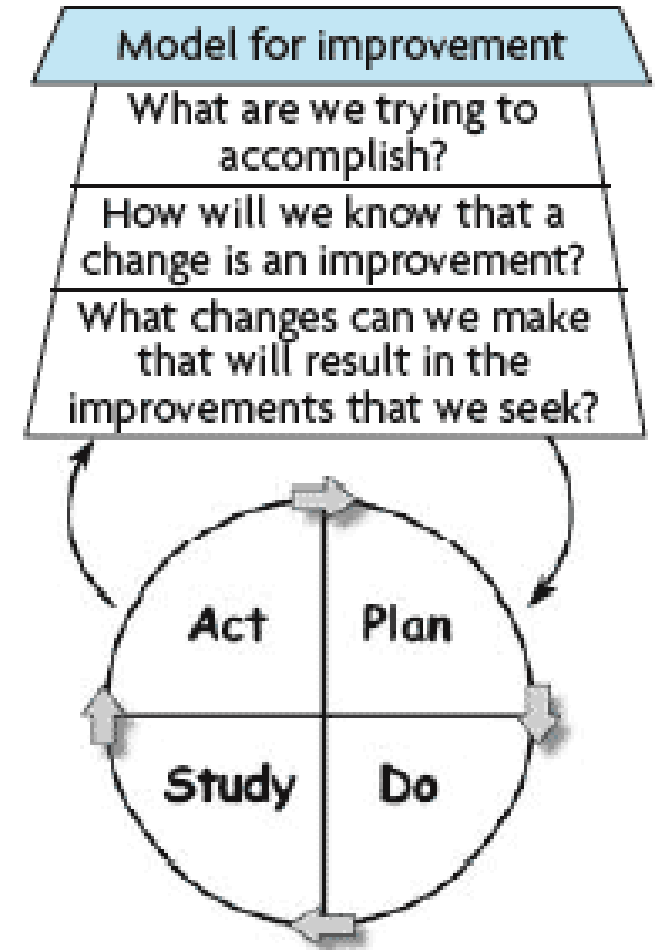 Model for improvement
What are we trying to
accomplish?
How will we know that a
change is an improvement?
What changes can we make
that will result in the
improvements that we seek?
Act
Plan
Study
Do